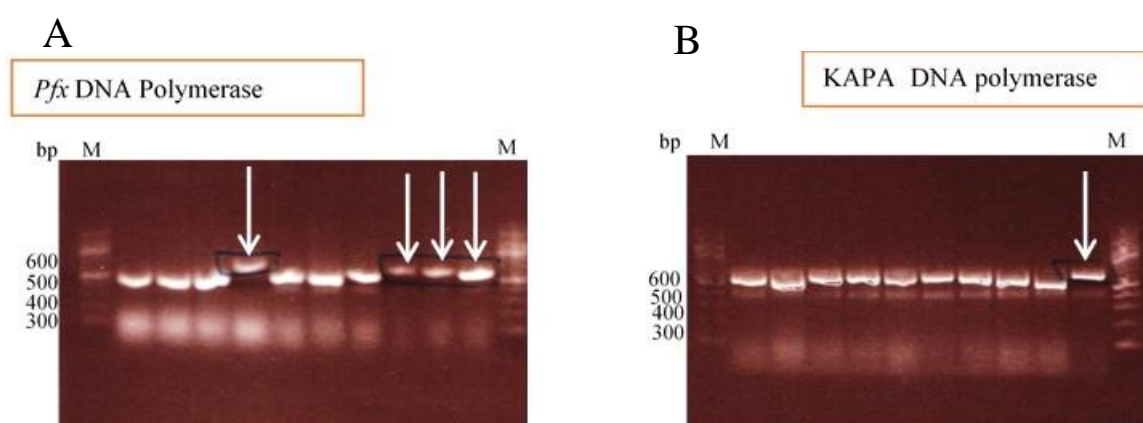 A
Pfx DNA Polymerase
bp M M
600
500
400
300
B
KAPA DNA polymerase
bp M M
600
500
400
300